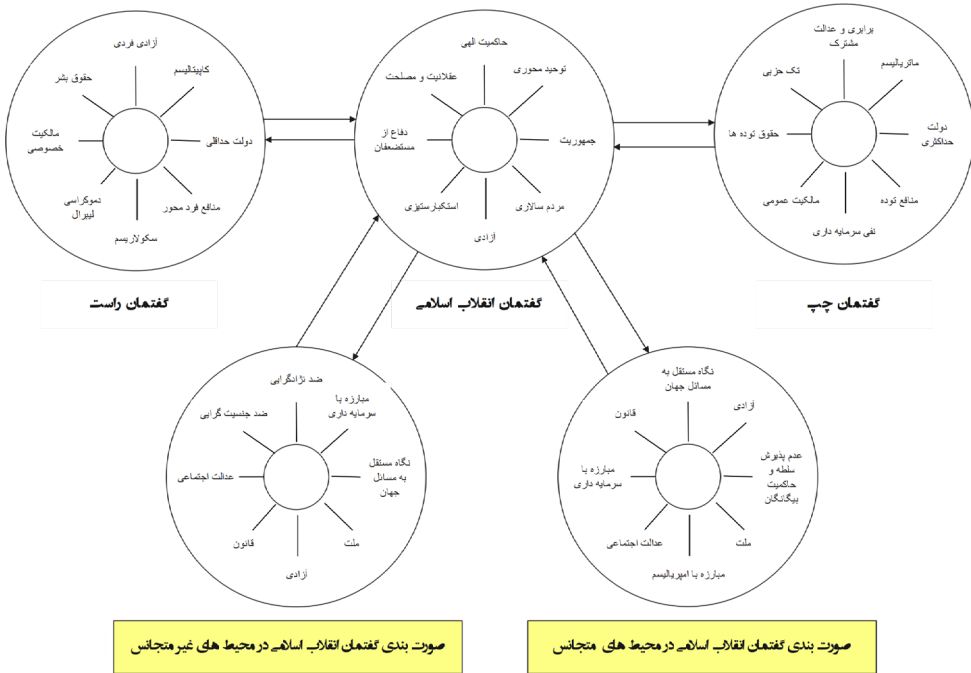 برابری و عدالت
مشترک
ماتریالیسم
تک حزبی
دولت
حداکثری
حقوق توده ها
منافع توده
مالکیت عمومی
نفی سرمایه داری
گفتمان چپ
حاکمیت الهی
توحید محوری
عقلانیت و مصلحت
جمهوریت
دفاع از
مستضعفان
مردم سالاری
استکبارستیزی
آزادی
گفتمان انقلاب اسلامی
آزادی فردی
کاپیتالیسم
حقوق بشر
دولت حداقلی
مالکیت
خصوصی
منافع فرد محور
دموکراسی
لیبرال
سکولاریسم
گفتمان راست
نگاه مستقل به
مسائل جهان
آزادی
قانون
عدم پذیرش
سلطه و
حاکمیت
بیگانگان
مبارزه با
سرمایه داری
ملت
عدالت اجتماعی
مبارزه با امپریالیسم
صورت بندی گفتمان انقلاب اسلامی در محیط های متجانس
ضد نژادگرایی
مبارزه با
سرمایه داری
ضد جنسیت گرایی
نگاه مستقل
به مسائل
جهان
عدالت اجتماعی
ملت
قانون
آزادی
صورت بندی گفتمان انقلاب اسلامی در محیط های غیر متجانس